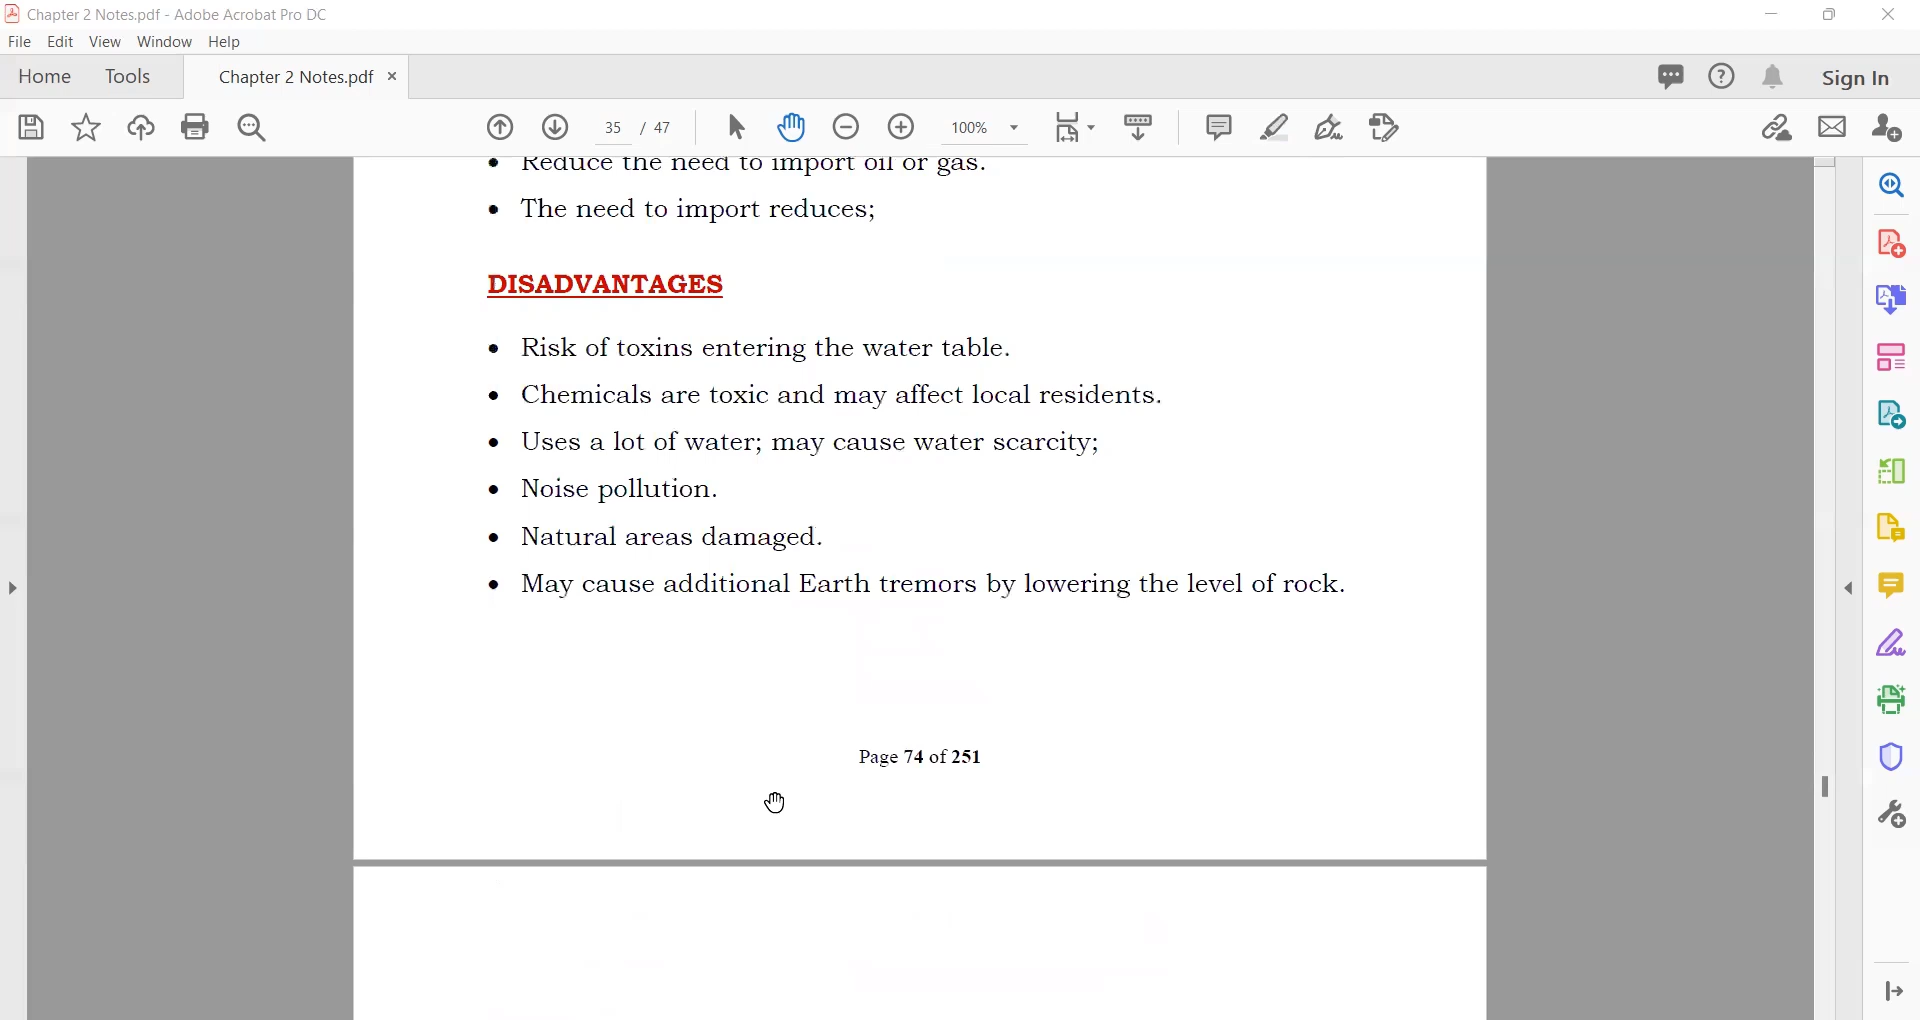 Chapter 2 Notes.pdf - Adobe Acrobat Pro DC
File Edit View Window Help
Home Tools Chapter 2 Notes.pdf × Sign In
35 / 47 100%
• Reduce the need to import oil or gas.
• The need to import reduces;
DISADVANTAGES
• Risk of toxins entering the water table.
• Chemicals are toxic and may affect local residents.
• Uses a lot of water; may cause water scarcity;
• Noise pollution.
• Natural areas damaged.
• May cause additional Earth tremors by lowering the level of rock.
Page 74 of 251